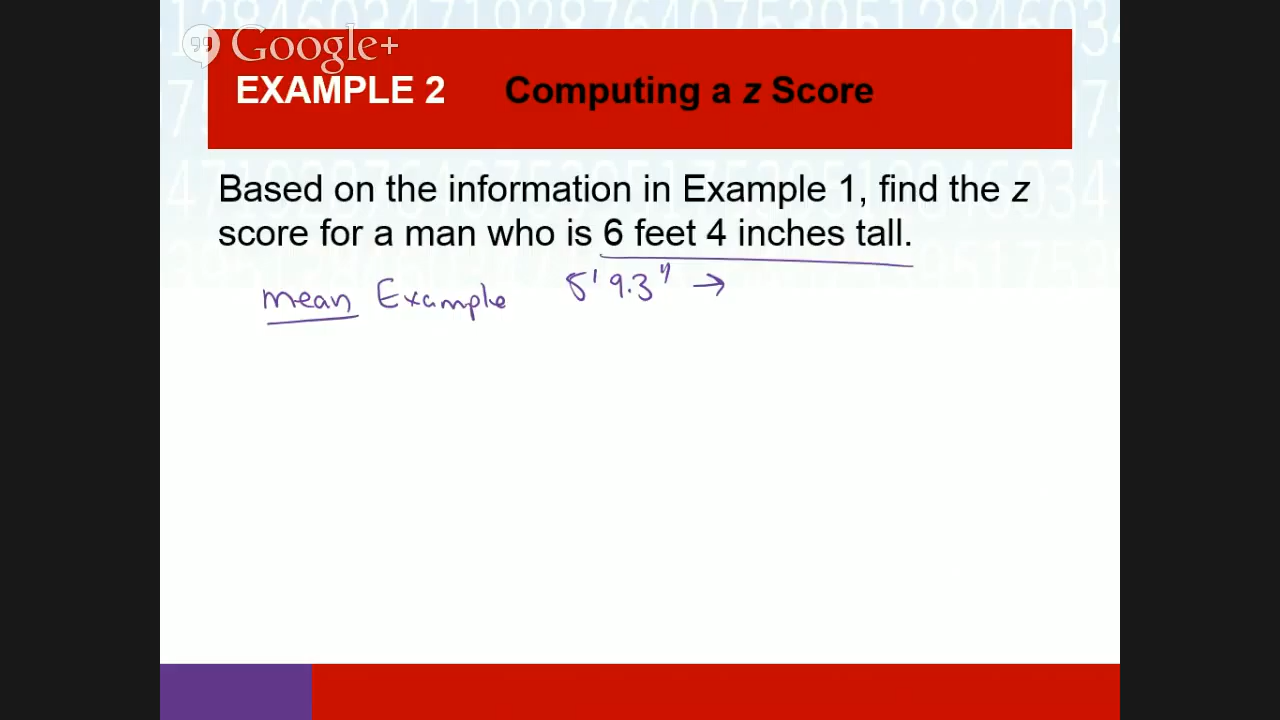 Google+
EXAMPLE 2 Computing a z Score
Based on the information in Example 1, find the z
score for a man who is 6 feet 4 inches tall.
mean Example 5' 9.3" →